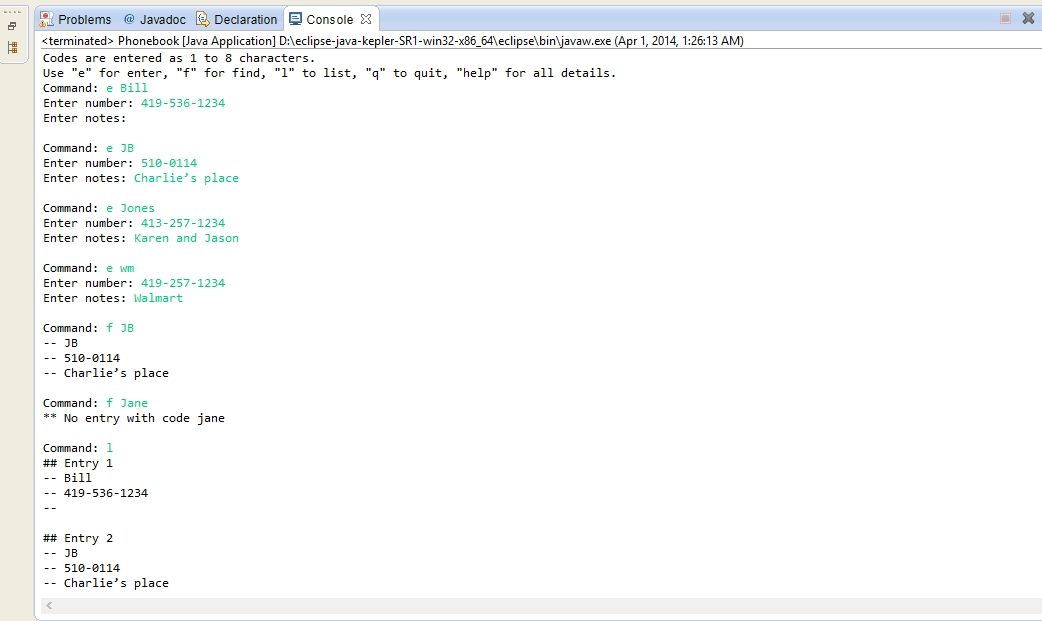 Problems @ Javadoc Declaration Console
<terminated> Phonebook [Java Application] D:\eclipse-java-kepler-SR1-win32-x86_64\eclipse\bin\javaw.exe (Apr 1, 2014, 1:26:13 AM)
Codes are entered as 1 to 8 characters.
Use "e" for enter, "f" for find, "l" to list, "q" to quit, "help" for all details.
Command: e Bill
Enter number: 419-536-1234
Enter notes:
Command: e JB
Enter number: 510-0114
Enter notes: Charlie’s place
Command: e Jones
Enter number: 413-257-1234
Enter notes: Karen and Jason
Command: e wm
Enter number: 419-257-1234
Enter notes: Walmart
Command: f JB
-- JB
-- 510-0114
-- Charlie’s place
Command: f Jane
** No entry with code jane
Command: l
## Entry 1
-- Bill
-- 419-536-1234
--
## Entry 2
-- JB
-- 510-0114
-- Charlie’s place